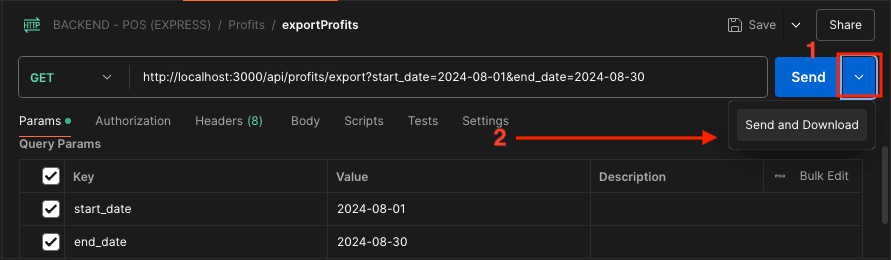 HTTP BACKEND - POS (EXPRESS) / Profits / exportProfits Save Share
1
GET http://localhost:3000/api/profits/export?start_date=2024-08-01&end_date=2024-08-30 Send
Params Authorization Headers (8) Body Scripts Tests Settings
2 Send and Download
Query Params
Key Value Description Bulk Edit
start_date 2024-08-01
end_date 2024-08-30